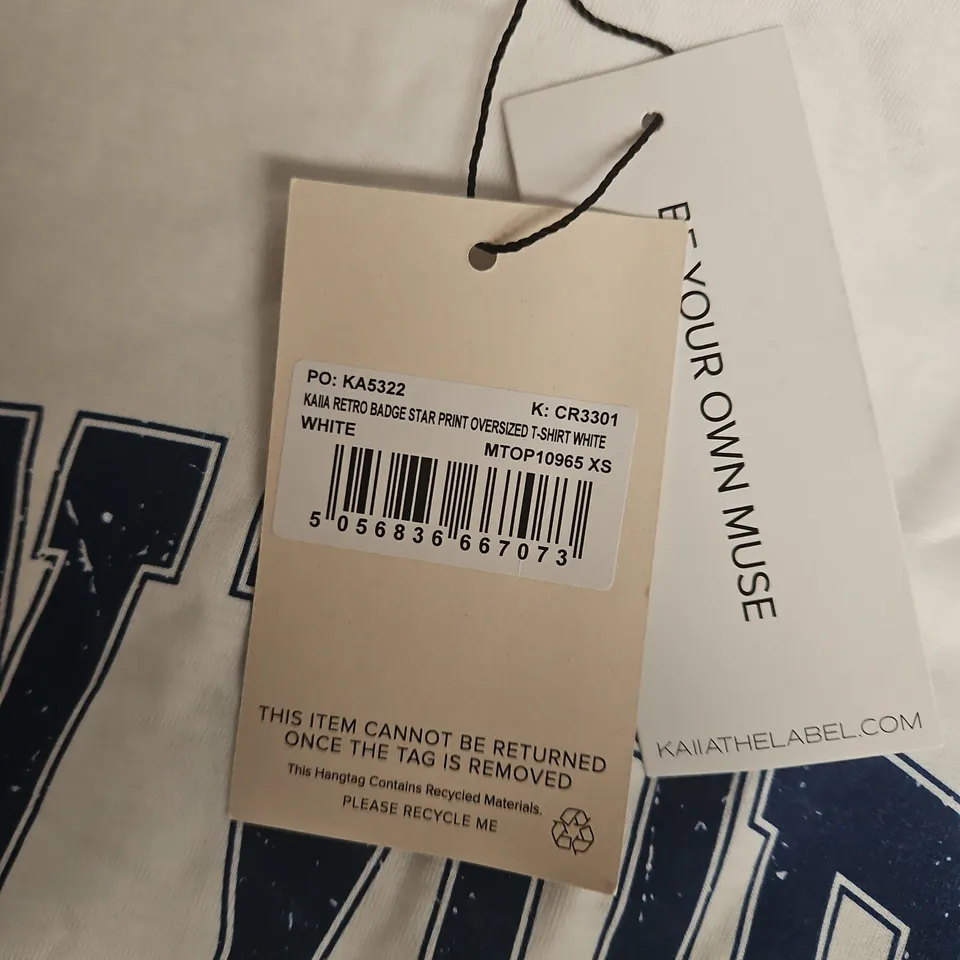 PO: KA5322
K: CR3301
KAIIA RETRO BADGE STAR PRINT OVERSIZED T-SHIRT WHITE
WHITE
MTOP10965 XS
5 056836 667073
THIS ITEM CANNOT BE RETURNED
ONCE THE TAG IS REMOVED
This Hangtag Contains Recycled Materials.
PLEASE RECYCLE ME
BE YOUR OWN MUSE
KAIIATHELABEL.COM